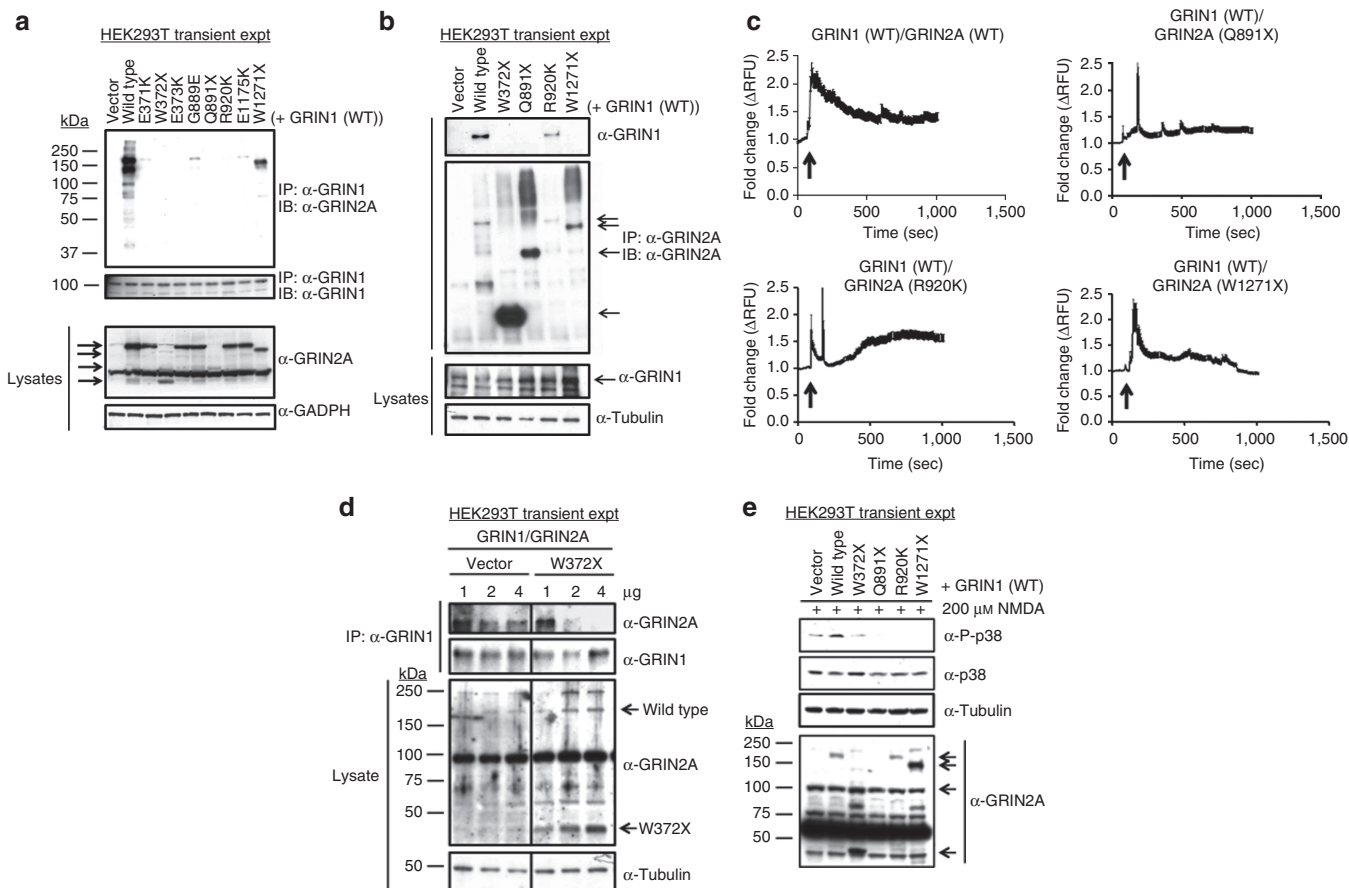 a
HEK293T transient expt
Vector
Wild type
E371K
W372X
E373K
G889E
Q891X
R920K
E1175K
W1271X
(+ GRIN1 (WT))
kDa
250
150
100
75
50
37
IP: α-GRIN1
IB: α-GRIN2A
100
IP: α-GRIN1
IB: α-GRIN1
Lysates
α-GRIN2A
α-GADPH
b
HEK293T transient expt
Vector
Wild type
W372X
Q891X
R920K
W1271X
(+ GRIN1 (WT))
α-GRIN1
IP: α-GRIN2A
IB: α-GRIN2A
Lysates
α-GRIN1
α-Tubulin
c
GRIN1 (WT)/GRIN2A (WT)
Fold change (ΔRFU)
2.5
2.0
1.5
1.0
0.0
0
500
1,000
1,500
Time (sec)
GRIN1 (WT)/
GRIN2A (Q891X)
Fold change (ΔRFU)
2.5
2.0
1.5
1.0
0.0
0
500
1,000
1,500
Time (sec)
GRIN1 (WT)/
GRIN2A (R920K)
Fold change (ΔRFU)
2.5
2.0
1.5
1.0
0.0
0
500
1,000
1,500
Time (sec)
GRIN1 (WT)/
GRIN2A (W1271X)
Fold change (ΔRFU)
2.5
2.0
1.5
1.0
0.0
0
500
1,000
1,500
Time (sec)
d
HEK293T transient expt
GRIN1/GRIN2A
Vector W372X
1 2 4 1 2 4 μg
IP: α-GRIN1
α-GRIN2A
α-GRIN1
kDa
250
150
100
75
50
50
Lysate
Wild type
α-GRIN2A
W372X
α-Tubulin
e
HEK293T transient expt
Vector
Wild type
W372X
Q891X
R920K
W1271X
+ GRIN1 (WT)
+ + + + + + 200 μM NMDA
α-P-p38
α-p38
α-Tubulin
kDa
250
150
100
75
50
α-GRIN2A